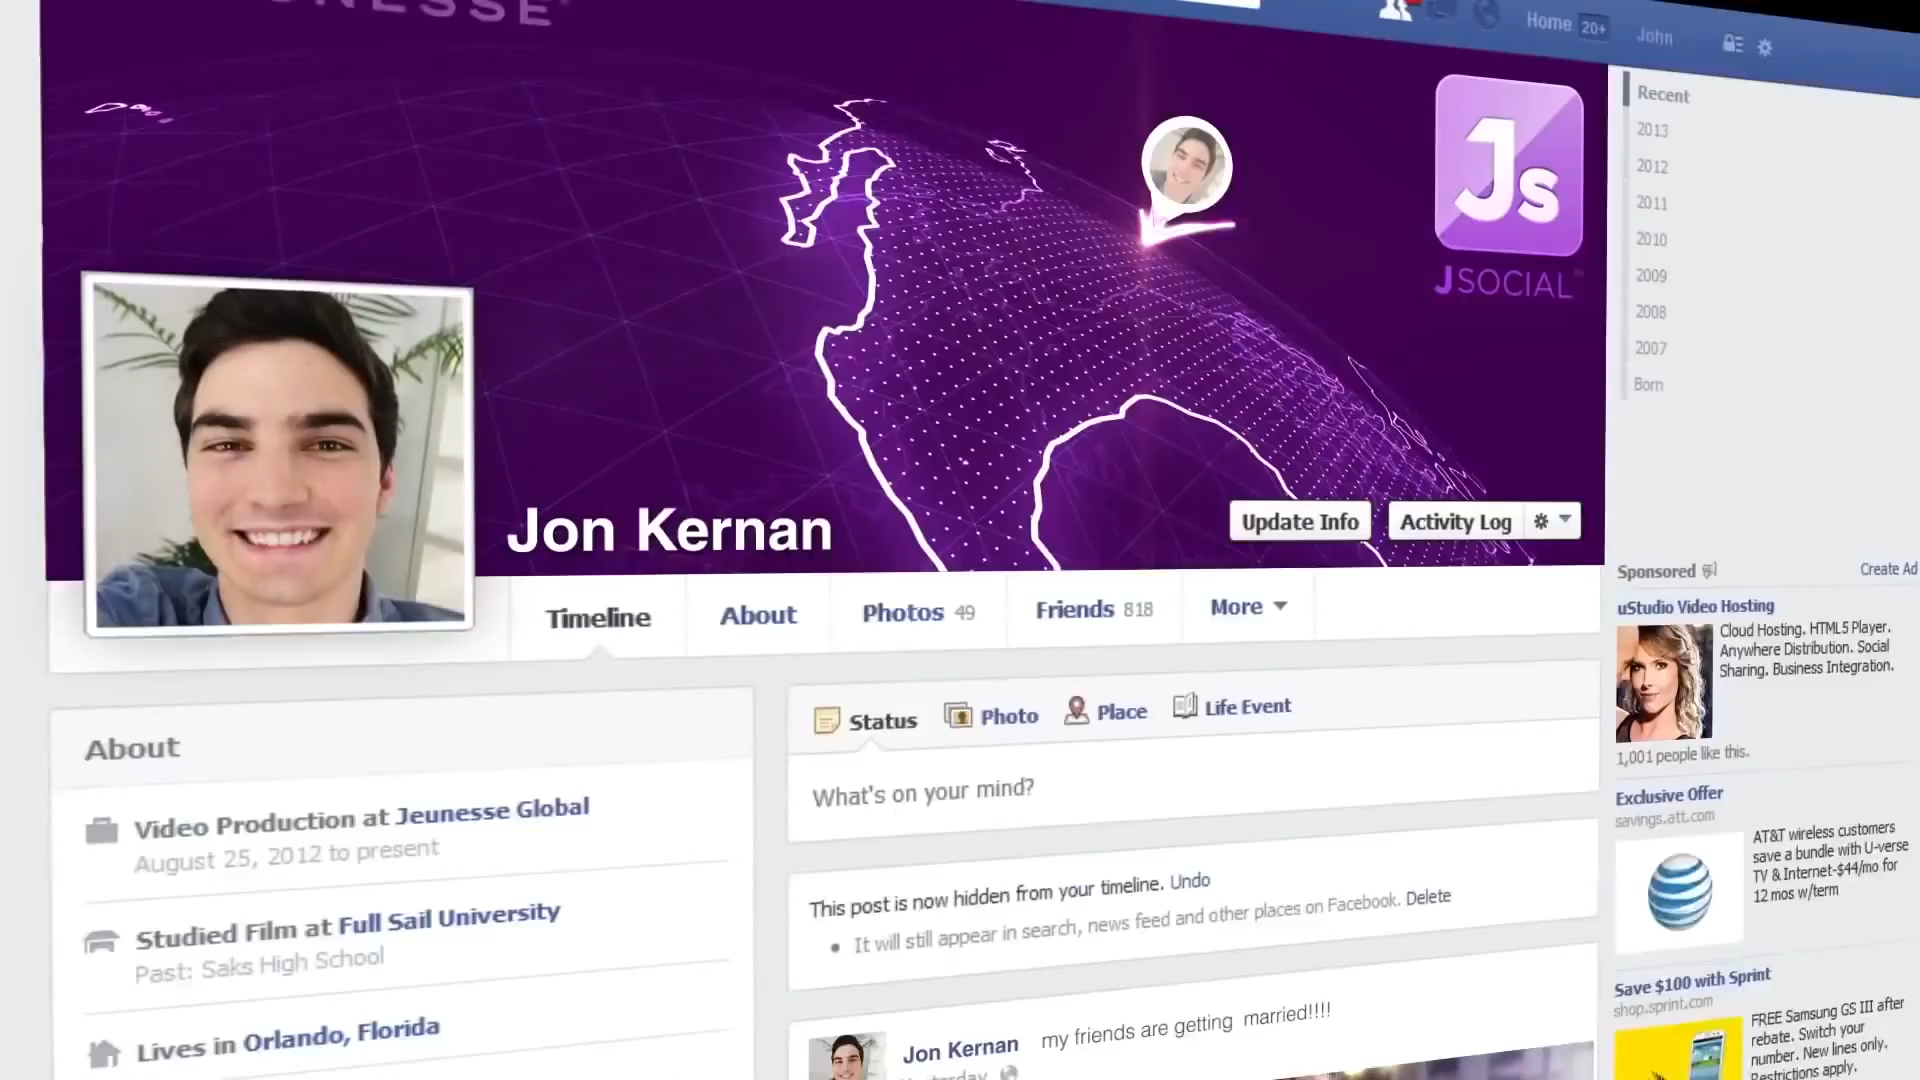 Home 20+ John
Js
JSOCIAL
Jon Kernan
Update Info
Activity Log
Timeline
About
Photos 49
Friends 818
More
About
Video Production at Jeunesse Global
August 25, 2012 to present
Studied Film at Full Sail University
Past: Saks High School
Lives in Orlando, Florida
Status
Photo
Place
Life Event
What's on your mind?
This post is now hidden from your timeline. Undo
• It will still appear in search, news feed and other places on Facebook. Delete
Jon Kernan my friends are getting married!!!!
Recent
2013
2012
2011
2010
2009
2008
2007
Born
Sponsored
Create Ad
uStudio Video Hosting
Cloud Hosting. HTML5 Player.
Anywhere Distribution. Social
Sharing. Business Integration.
1,001 people like this.
Exclusive Offer
savings.att.com
AT&T wireless customers
save a bundle with U-verse
TV & Internet-$44/mo for
12 mos w/term
Save $100 with Sprint
shop.sprint.com
FREE Samsung GS III after
rebate. Switch your
number. New lines only.
Restrictions apply.